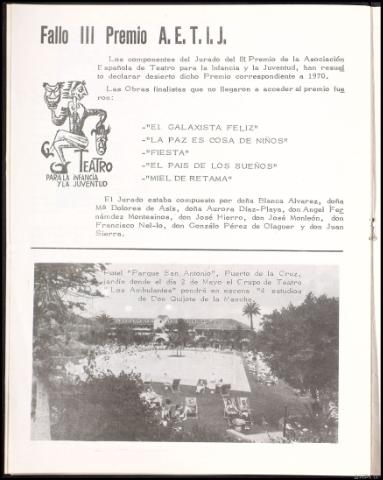 Fallo III Premio A. E. T. I. J.
Los componentes del Jurado del III Premio de la Asociación
Española de Teatro para la Infancia y la Juventud, han resuel
to declarar desierto dicho Premio correspondiente a 1970.
Las Obras finalistas que no llegaron a acceder al premio fue
ron:
-"EL GALAXISTA FELIZ"
-"LA PAZ ES COSA DE NIÑOS"
-"FIESTA"
-"EL PAIS DE LOS SUEÑOS"
-"MIEL DE RETAMA"
TEATRO
PARA LA INFANCIA
Y LA JUVENTUD
El Jurado estaba compuesto por doña Blanca Alvarez, doña
Mª Dolores de Asís, doña Aurora Díaz-Plaja, don Angel Fer
nández Montesinos, don José Hierro, don José Monleón, don
Francisco Nel-lo, don Gonzálo Pérez de Olaguer y don Juan
Sierra.
Hotel "Parque San Antonio", Puerto de la Cruz,
jardín donde el día 2 de Mayo el Grupo de Teatro
"Los Ambulantes" pondrá en escena "4 estudios
de Don Quijote de la Mancha.